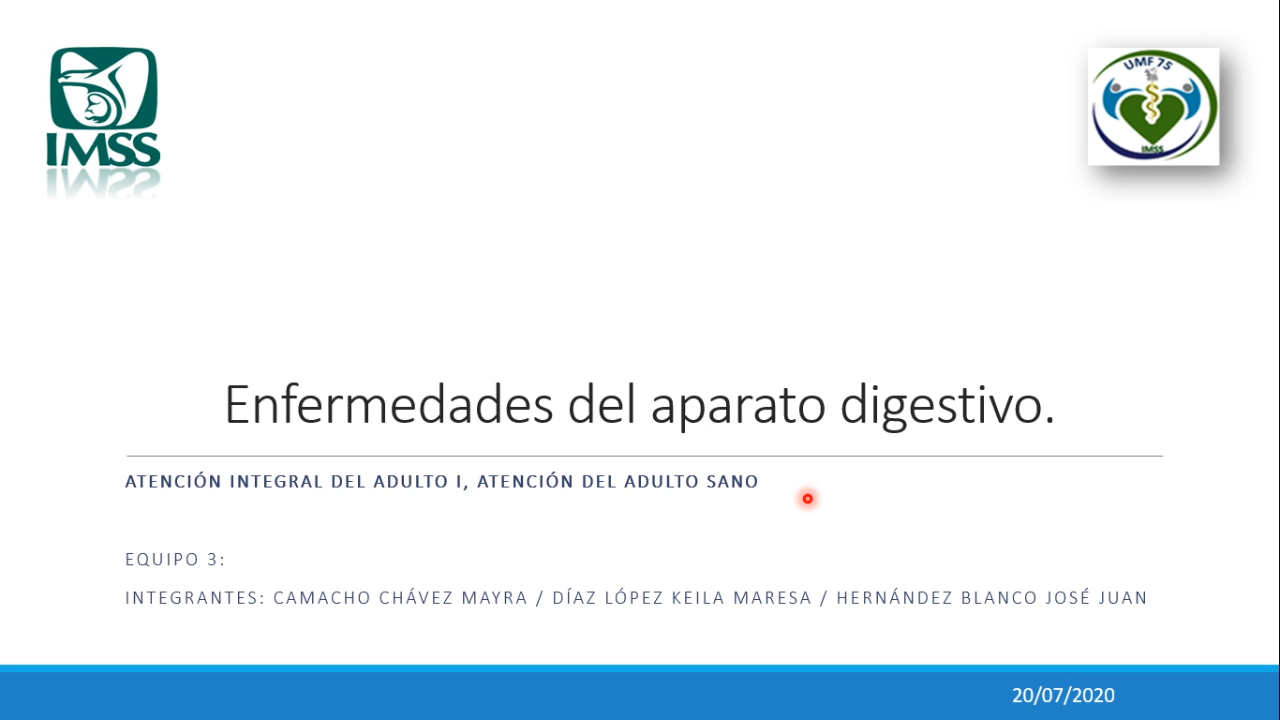 IMSS
UMF 75
IMSS
Enfermedades del aparato digestivo.
ATENCIÓN INTEGRAL DEL ADULTO I, ATENCIÓN DEL ADULTO SANO
EQUIPO 3:
INTEGRANTES: CAMACHO CHÁVEZ MAYRA / DÍAZ LÓPEZ KEILA MARESA / HERNÁNDEZ BLANCO JOSÉ JUAN
20/07/2020